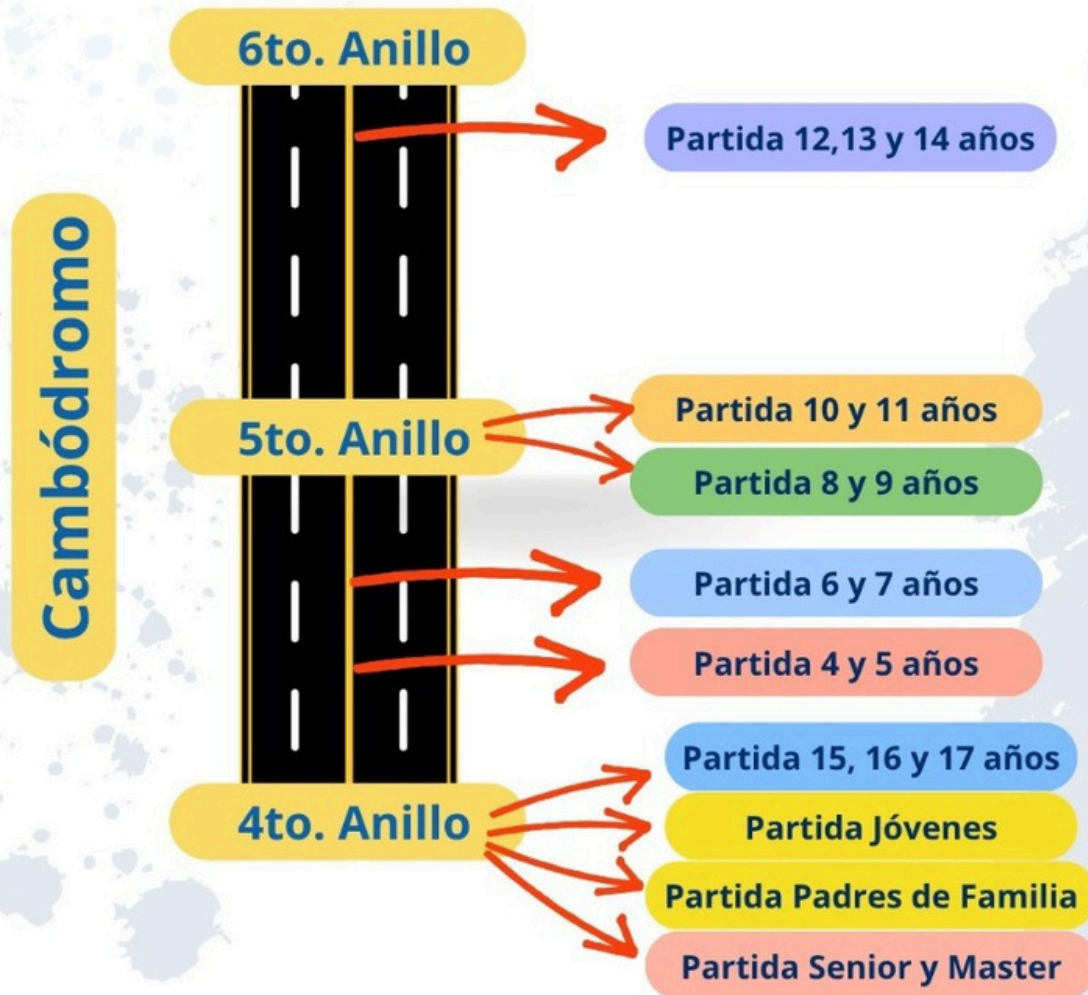 6to. Anillo
Partida 12,13 y 14 años
Cambódromo
5to. Anillo
Partida 10 y 11 años
Partida 8 y 9 años
Partida 6 y 7 años
Partida 4 y 5 años
4to. Anillo
Partida 15, 16 y 17 años
Partida Jóvenes
Partida Padres de Familia
Partida Senior y Master